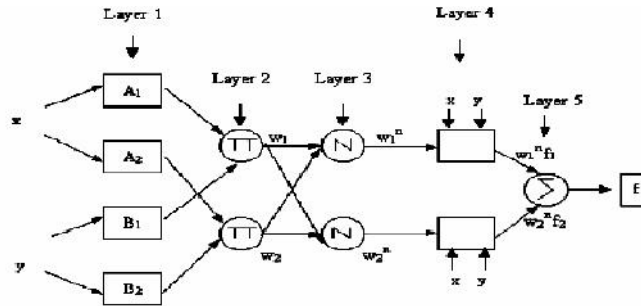 Layer 1
Layer 4
Layer 2
Layer 3
x
y
Layer 5
A₁
A₂
B₁
B₂
x
y
∏
∏
w₁
w₂
N
N
w₁ⁿ
w₂ⁿ
w₁ⁿf₁
w₂ⁿf₂
∑
x
y